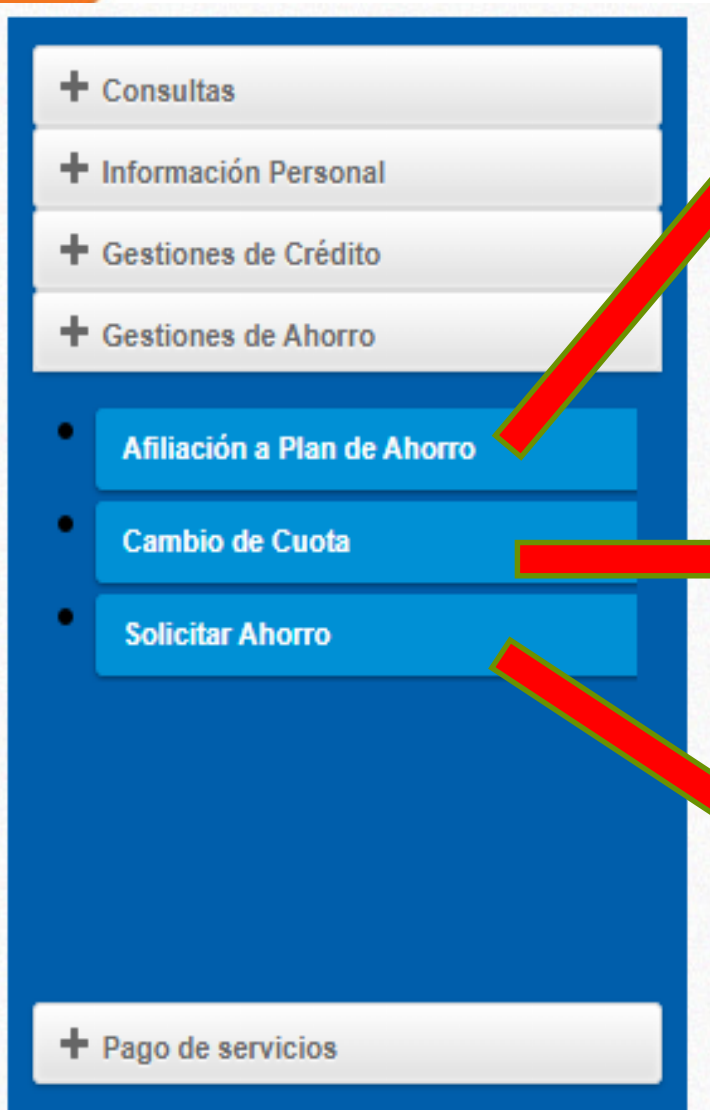 Consultas
Información Personal
Gestiones de Crédito
Gestiones de Ahorro
Afiliación a Plan de Ahorro
Cambio de Cuota
Solicitar Ahorro
Pago de servicios